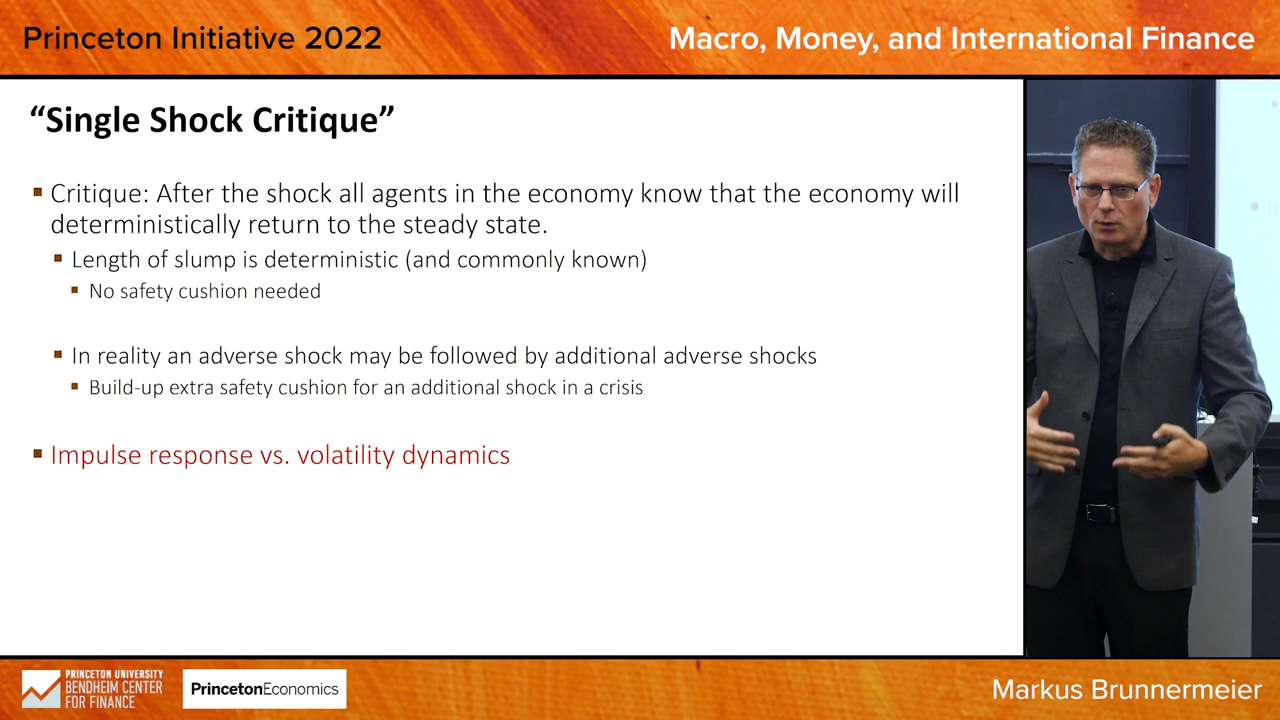 Princeton Initiative 2022
Macro, Money, and International Finance
“Single Shock Critique”
Critique: After the shock all agents in the economy know that the economy will
deterministically return to the steady state.
Length of slump is deterministic (and commonly known)
No safety cushion needed
In reality an adverse shock may be followed by additional adverse shocks
Build-up extra safety cushion for an additional shock in a crisis
Impulse response vs. volatility dynamics
PRINCETON UNIVERSITY
BENDHEIM CENTER
FOR FINANCE
PrincetonEconomics
Markus Brunnermeier